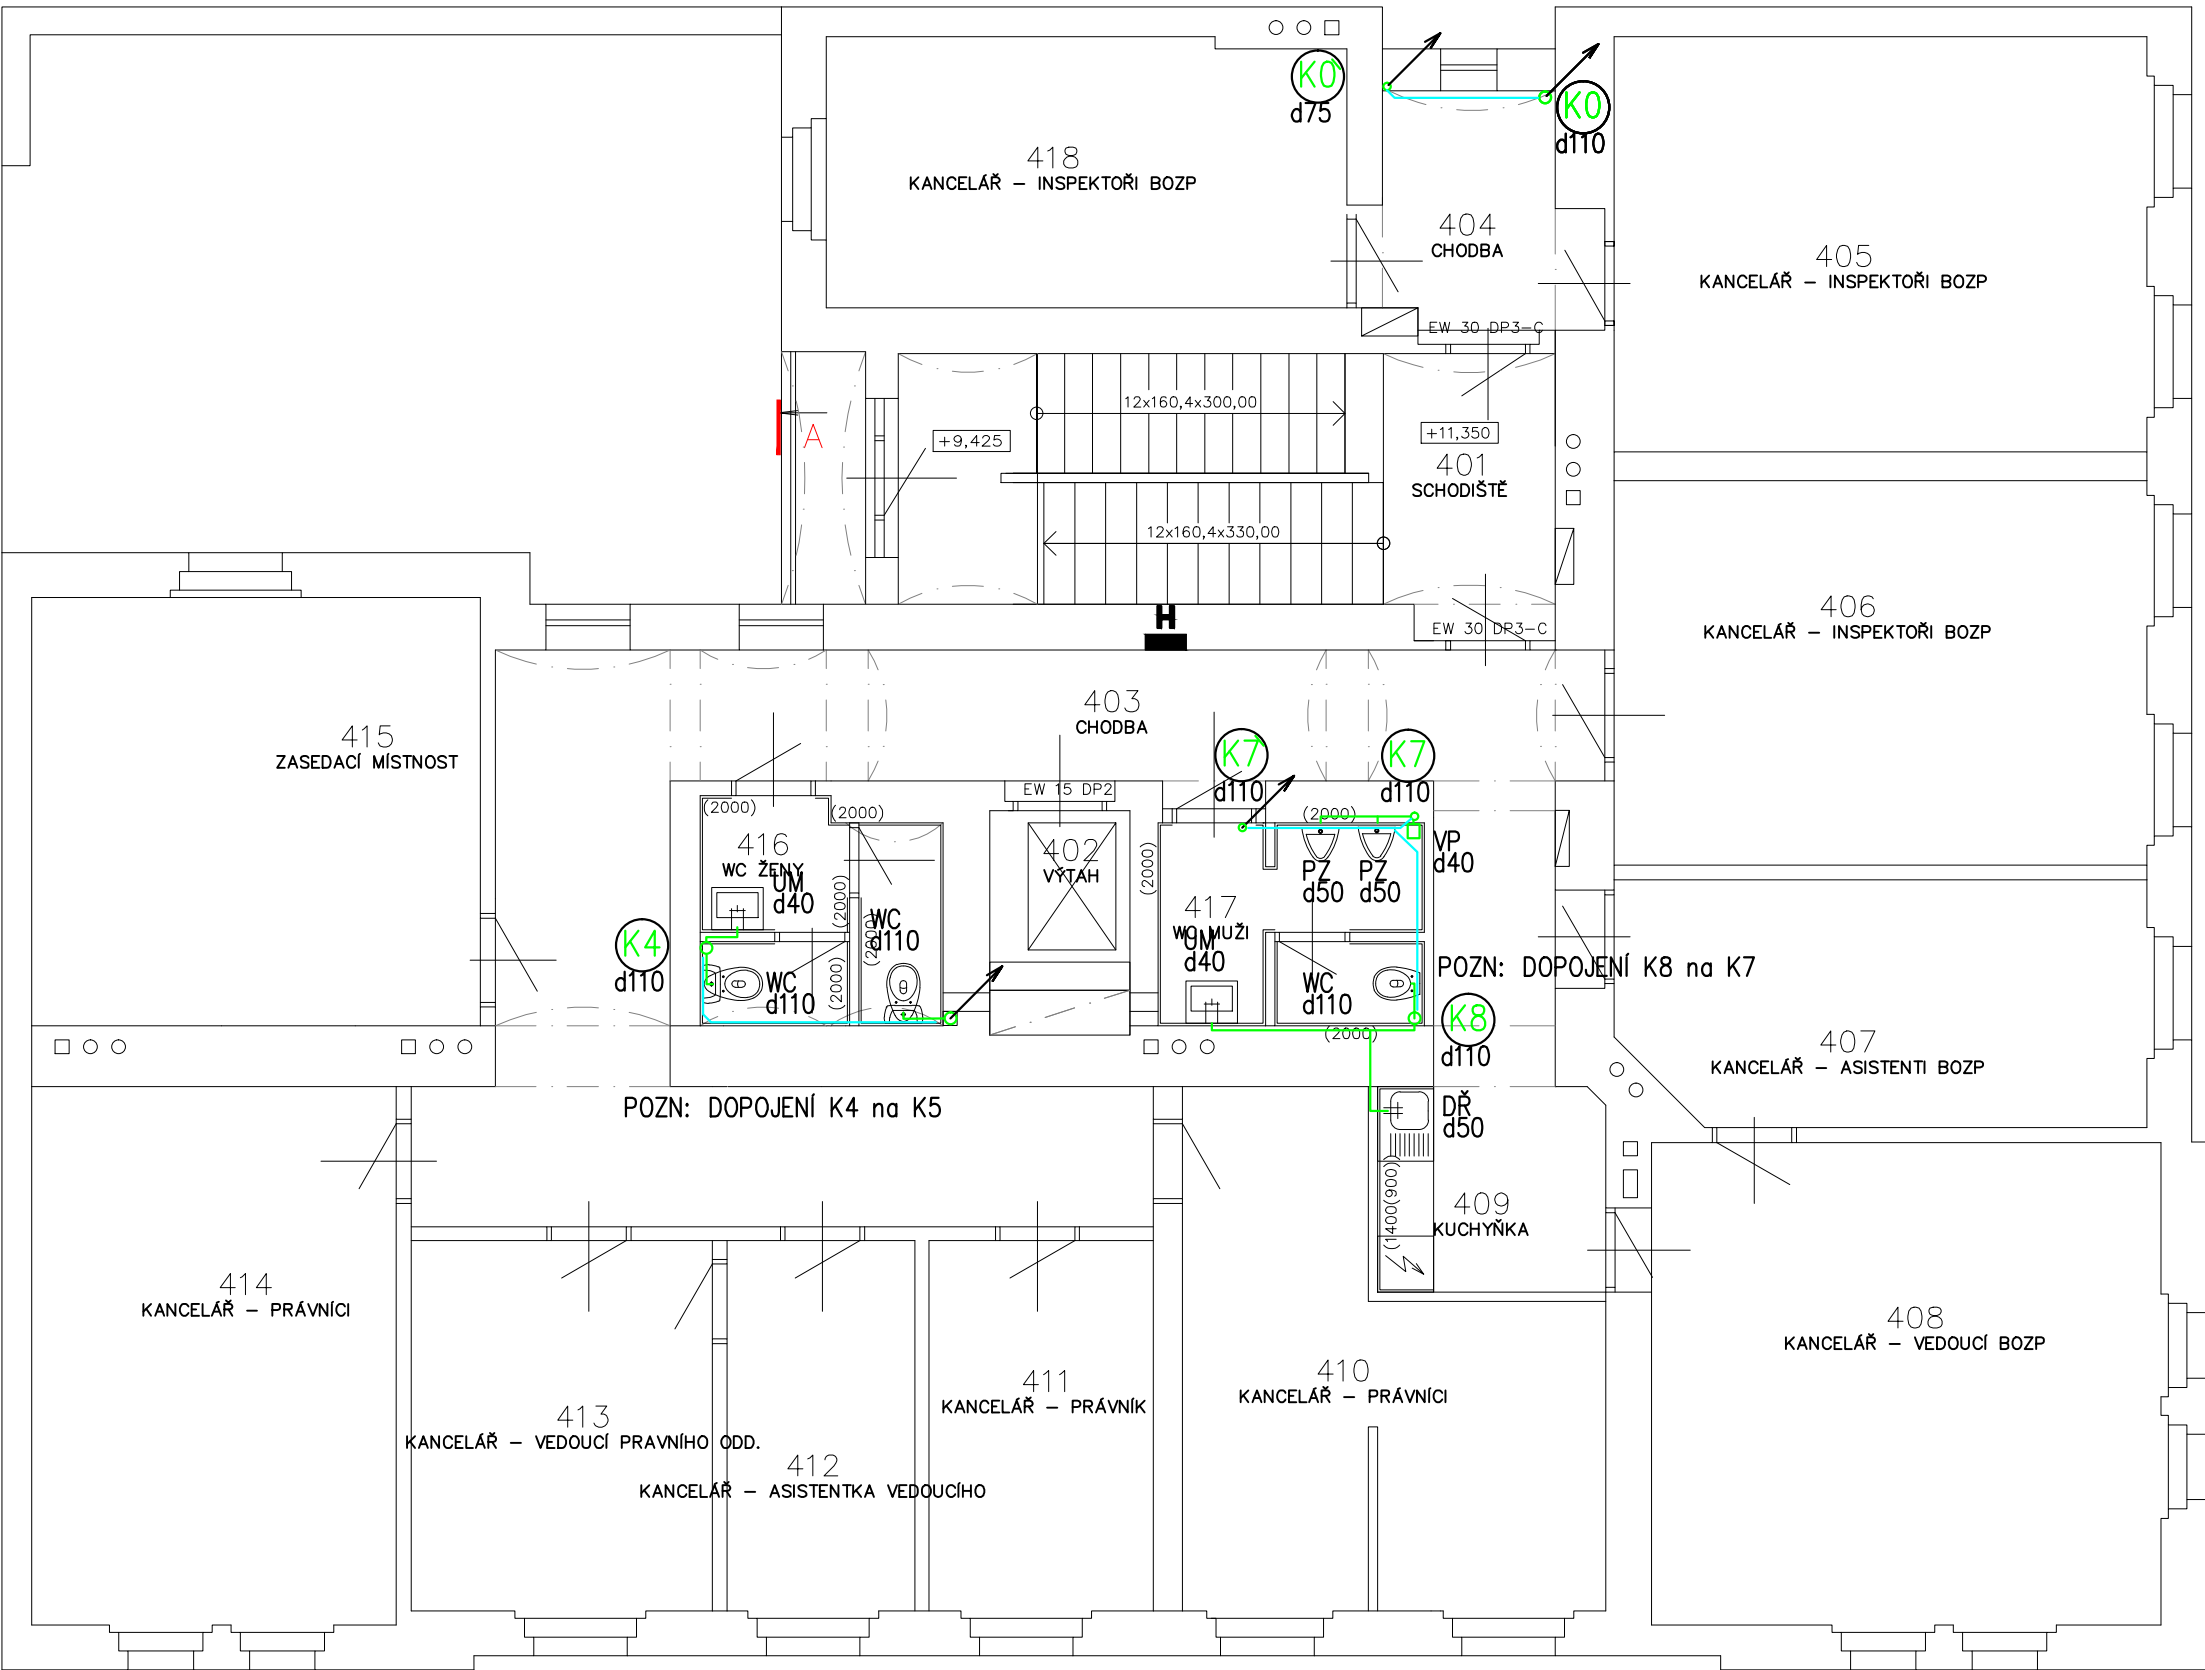 K0`
d75
K0
d110
418
KANCELÁŘ – INSPEKTOŘI BOZP
404
CHODBA
405
KANCELÁŘ – INSPEKTOŘI BOZP
EW 30 DP3-C
12x160,4x300,00
A
+9,425
+11,350
401
SCHODIŠTĚ
12x160,4x330,00
H
EW 30 DP3-C
406
KANCELÁŘ – INSPEKTOŘI BOZP
403
CHODBA
415
ZASEDACÍ MÍSTNOST
K7`
d110
K7
d110
EW 15 DP2
(2000)
(2000)
(2000)
416
WC ŽENY
UM
d40
402
VÝTAH
(2000)
VP
d40
PZ
d50
PZ
d50
(2000)
WC
d110
(2000)
417
WC MUŽI
UM
d40
K4
d110
WC
d110
(2000)
WC
d110
POZN: DOPOJENÍ K8 na K7
K8
d110
(2000)
407
KANCELÁŘ – ASISTENTI BOZP
POZN: DOPOJENÍ K4 na K5
DŘ
d50
(1400(900))
409
KUCHYŇKA
414
KANCELÁŘ – PRÁVNÍCI
408
KANCELÁŘ – VEDOUCÍ BOZP
410
KANCELÁŘ – PRÁVNÍCI
411
KANCELÁŘ – PRÁVNÍK
413
KANCELÁŘ – VEDOUCÍ PRAVNÍHO ODD.
412
KANCELÁŘ – ASISTENTKA VEDOUCÍHO